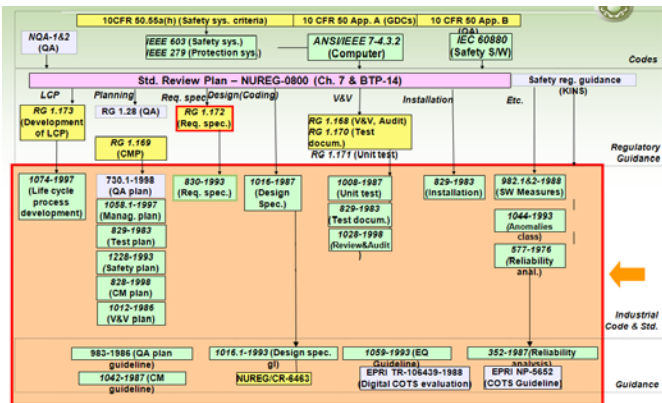 10CFR 50.55a(h) (Safety sys. criteria)
10 CFR 50 App. A (GDCs)
10 CFR 50 App. B
(QA)
NQA-1&2
(QA)
IEEE 603 (Safety sys.)
IEEE 279 (Protection sys.)
ANSI/IEEE 7-4.3.2
(Computer)
IEC 60880
(Safety S/W)
Codes
Std. Review Plan – NUREG-0800 (Ch. 7 & BTP-14)
Safety reg. guidance
(KINS)
LCP
Planning
Req. spec.
Design(Coding)
V&V
Installation
Etc.
RG 1.173
(Development
of LCP)
RG 1.28 (QA)
RG 1.169
(CMP)
RG 1.172
(Req. spec.)
RG 1.168 (V&V, Audit)
RG 1.170 (Test
docum.)
RG 1.171 (Unit test)
Regulatory
Guidance
1074-1997
(Life cycle
process
development)
730.1-1998
(QA plan)
1058.1-1997
(Manag. plan)
829-1983
(Test plan)
1228-1993
(Safety plan)
828-1998
(CM plan)
1012-1986
(V&V plan)
830-1993
(Req. spec.)
1016-1987
(Design
Spec.)
1008-1987
(Unit test)
829-1983
(Test docum.)
1028-1998
(Review&Audit)
829-1983
(Installation)
982.1&2-1988
(SW Measures)
1044-1993
(Anomalies
class)
577-1976
(Reliability
anal.)
Industrial
Code & Std.
983-1986 (QA plan
guideline)
1042-1987 (CM
guideline)
1016.1-1993 (Design spec.
gl)
NUREG/CR-6463
1059-1993 (EQ
Guideline)
EPRI TR-106439-1988
(Digital COTS evaluation)
352-1987(Reliability
analysis)
EPRI NP-5652
(COTS Guideline)
Guidance